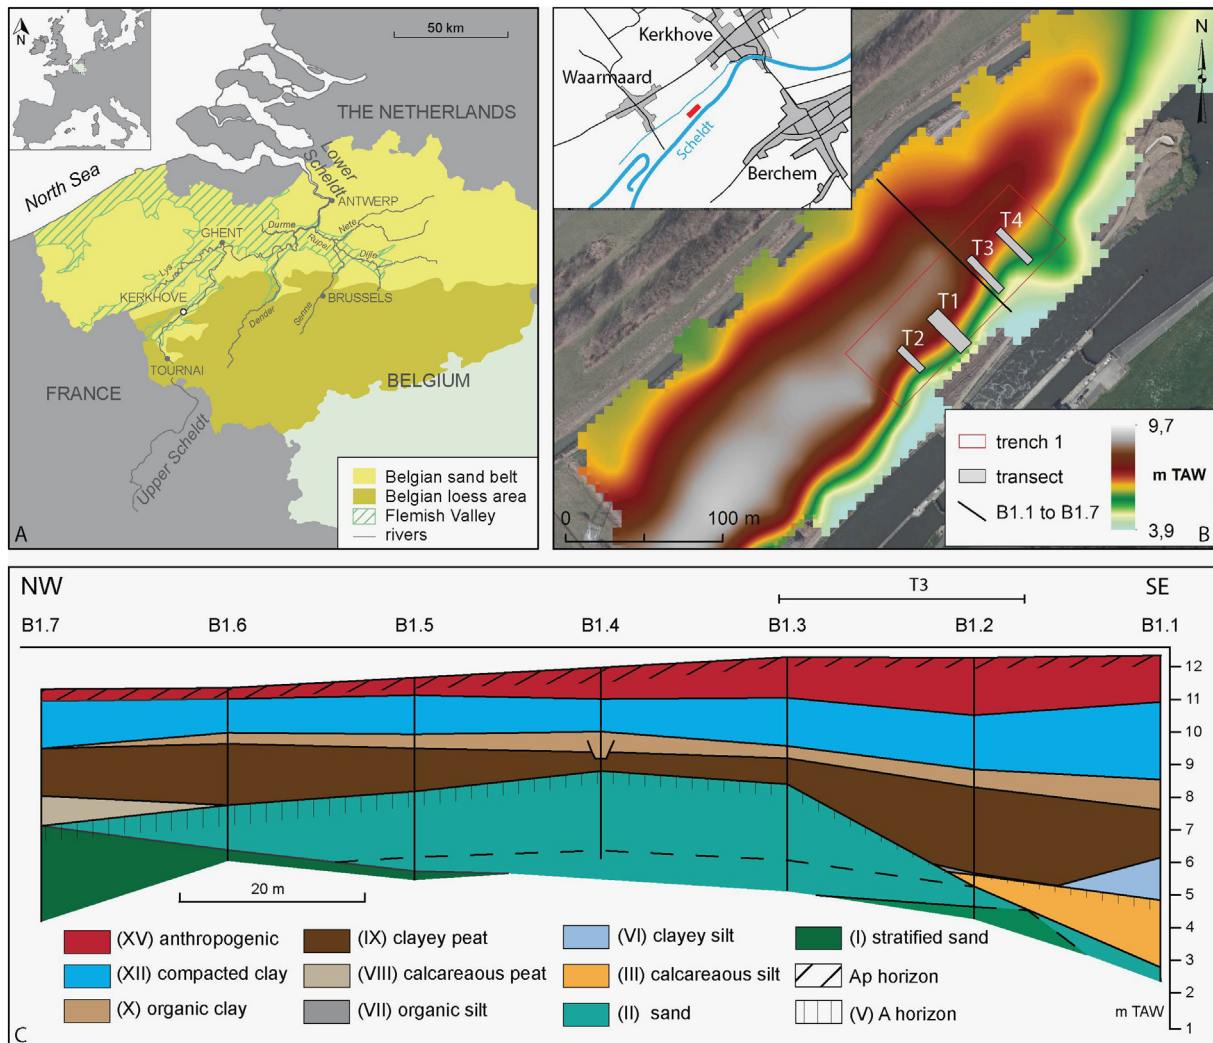 N
50 km
THE NETHERLANDS
North Sea
Lower
Scheldt
ANTWERP
Durme
Nete
Rupel
Dijle
GHENT
Lys
KERKHOVE
BRUSSELS
Dender
Senne
TOURNAI
BELGIUM
FRANCE
Upper Scheldt
Belgian sand belt
Belgian loess area
Flemish Valley
rivers
A
Kerkhove
Waarmaard
Scheldt
Berchem
N
T4
T3
T1
T2
0
100 m
trench 1
transect
B1.1 to B1.7
9,7
m TAW
3,9
B
NW
T3
SE
B1.7
B1.6
B1.5
B1.4
B1.3
B1.2
B1.1
12
11
10
9
8
7
6
5
4
3
2
1
m TAW
20 m
(XV) anthropogenic
(IX) clayey peat
(VI) clayey silt
(I) stratified sand
(XII) compacted clay
(VIII) calcareaous peat
(III) calcareaous silt
Ap horizon
(X) organic clay
(VII) organic silt
(II) sand
(V) A horizon
C